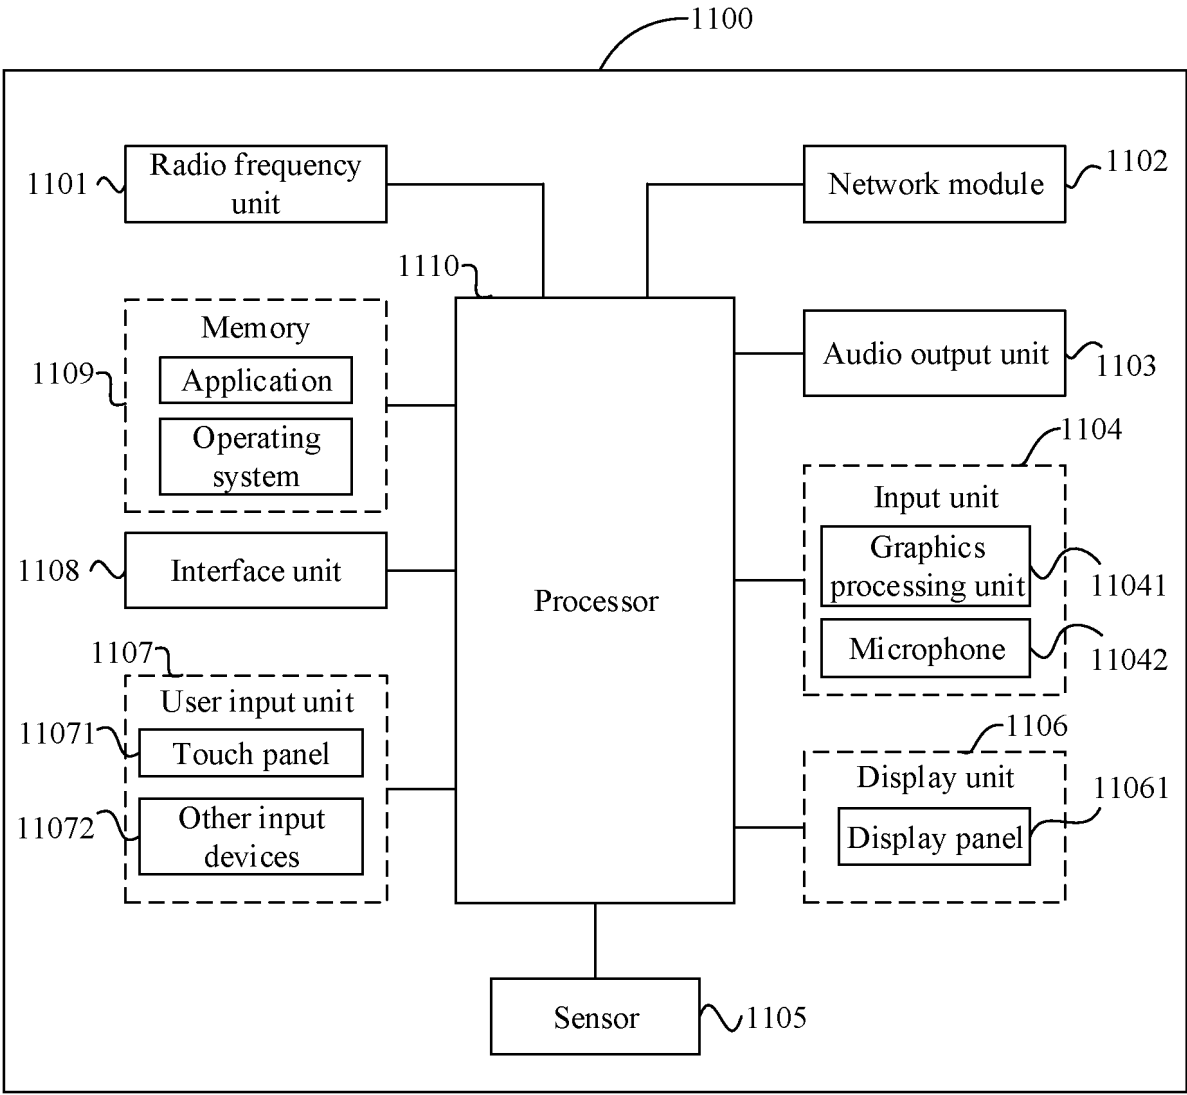 1100
1101
Radio frequency
unit
Network module
1102
1110
Memory
1109
Application
Operating
system
Audio output unit
1103
1104
Input unit
Graphics
processing unit
11041
Microphone
11042
1108
Interface unit
Processor
1107
User input unit
11071
Touch panel
11072
Other input
devices
1106
Display unit
11061
Display panel
Sensor
1105